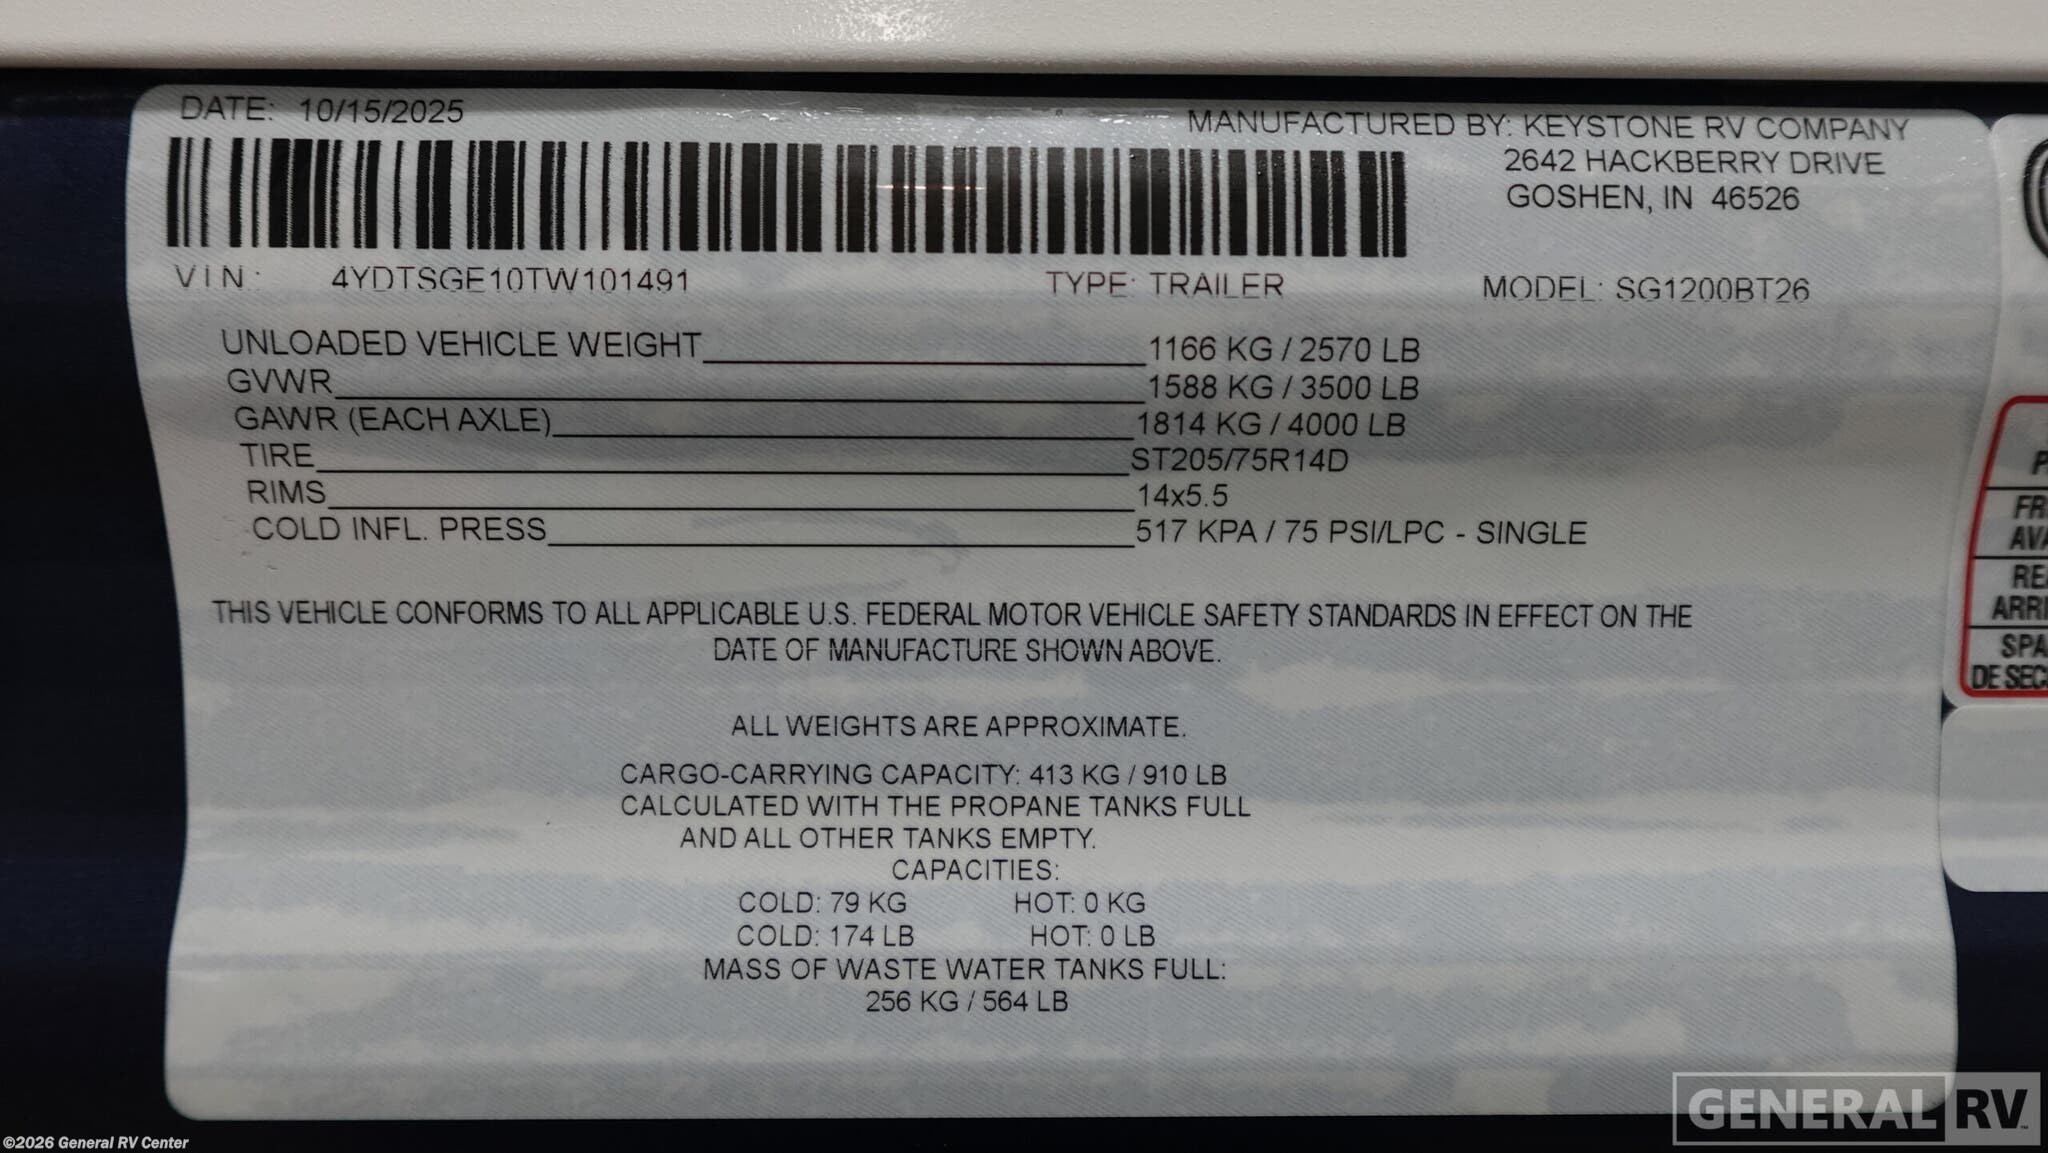 DATE: 10/15/2025
MANUFACTURED BY: KEYSTONE RV COMPANY
2642 HACKBERRY DRIVE
GOSHEN, IN 46526
VIN: 4YDTSGE10TW101491 TYPE: TRAILER MODEL: SG1200BT26
UNLOADED VEHICLE WEIGHT 1166 KG / 2570 LB
GVWR 1588 KG / 3500 LB
GAWR (EACH AXLE) 1814 KG / 4000 LB
TIRE ST205/75R14D
RIMS 14x5.5
COLD INFL. PRESS 517 KPA / 75 PSI/LPC - SINGLE
THIS VEHICLE CONFORMS TO ALL APPLICABLE U.S. FEDERAL MOTOR VEHICLE SAFETY STANDARDS IN EFFECT ON THE
DATE OF MANUFACTURE SHOWN ABOVE.
ALL WEIGHTS ARE APPROXIMATE.
CARGO-CARRYING CAPACITY: 413 KG / 910 LB
CALCULATED WITH THE PROPANE TANKS FULL
AND ALL OTHER TANKS EMPTY.
CAPACITIES:
COLD: 79 KG HOT: 0 KG
COLD: 174 LB HOT: 0 LB
MASS OF WASTE WATER TANKS FULL:
256 KG / 564 LB
DE
GENERAL RV
©2026 General RV Center